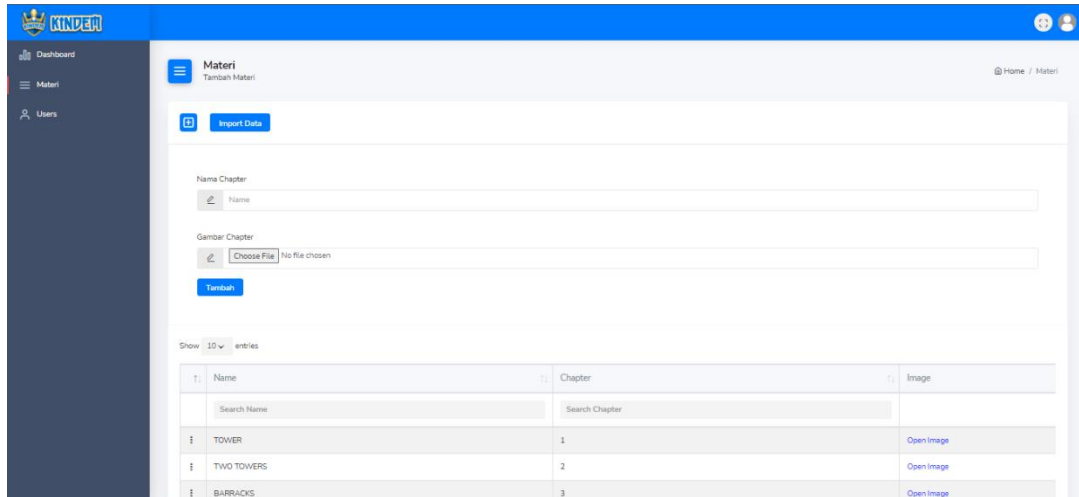 KINDER
Dashboard
Materi
Users
Materi
Tambah Materi
Home / Materi
Import Data
Nama Chapter
Name
Gambar Chapter
Choose File No file chosen
Tambah
Show 10 entries
Name Chapter Image
Search Name Search Chapter
TOWER 1 Open Image
TWO TOWERS 2 Open Image
BARRACKS 3 Open Image